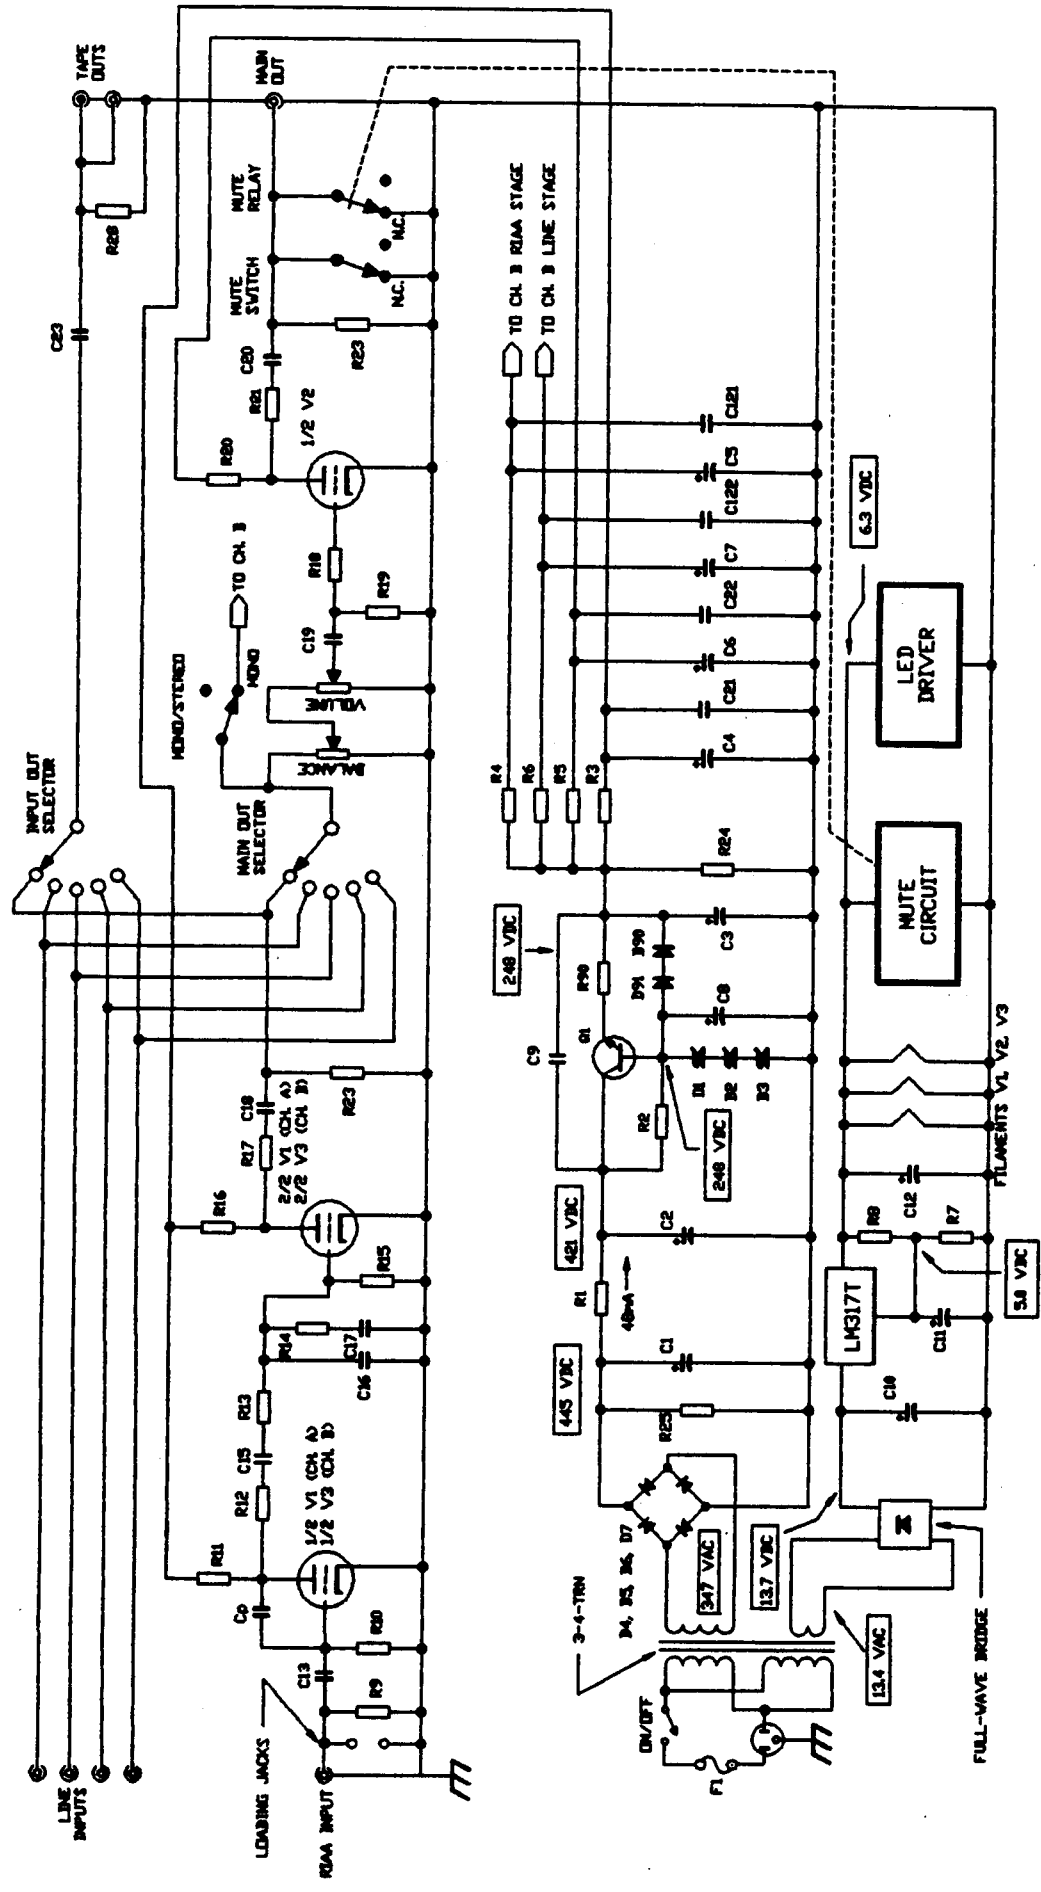 LINE
INPUTS
LOADING JACKS
RIAA INPUT
C13
R9
R10
Cp
R11
1/2 V1 (CH. A)
1/2 V3 (CH. B)
R12
C15
R13
C16
R14
C17
R15
R16
2/2 V1 (CH. A)
2/2 V3 (CH. B)
R17
C18
R23
INPUT OUT
SELECTOR
MAIN OUT
SELECTOR
MONO/STEREO
MONO
TO CH. B
BALANCE
VOLUME
C19
R19
R18
R20
1/2 V2
R21
C20
R23
MUTE
SWITCH
N.C.
MUTE
RELAY
N.C.
C23
R28
TAPE
OUTS
MAIN
OUT
ON/OFF
F1
3-4-TRN
D4, D5, D6, D7
347 VAC
445 VDC
R25
C1
R1
40mA
421 VDC
C2
C9
R2
248 VDC
Q1
D1
D2
D3
R90
D91
D90
C8
C3
248 VDC
R24
R4
R6
R5
R3
C4
C21
C6
C22
C7
C122
C5
C121
TO CH. B RIAA STAGE
TO CH. B LINE STAGE
13.4 VAC
FULL-WAVE BRIDGE
13.7 VDC
C10
LM317T
C11
R8
R7
5.0 VDC
C12
FILAMENTS V1, V2, V3
MUTE
CIRCUIT
LED
DRIVER
6.3 VDC